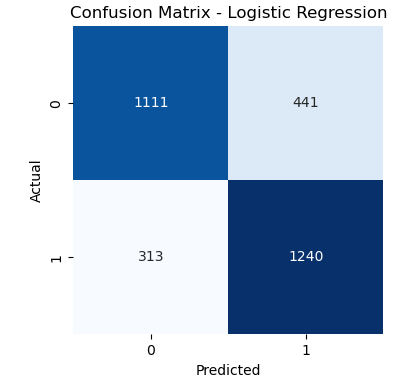 Confusion Matrix - Logistic Regression
0
1111
441
Actual
1
313
1240
0
1
Predicted